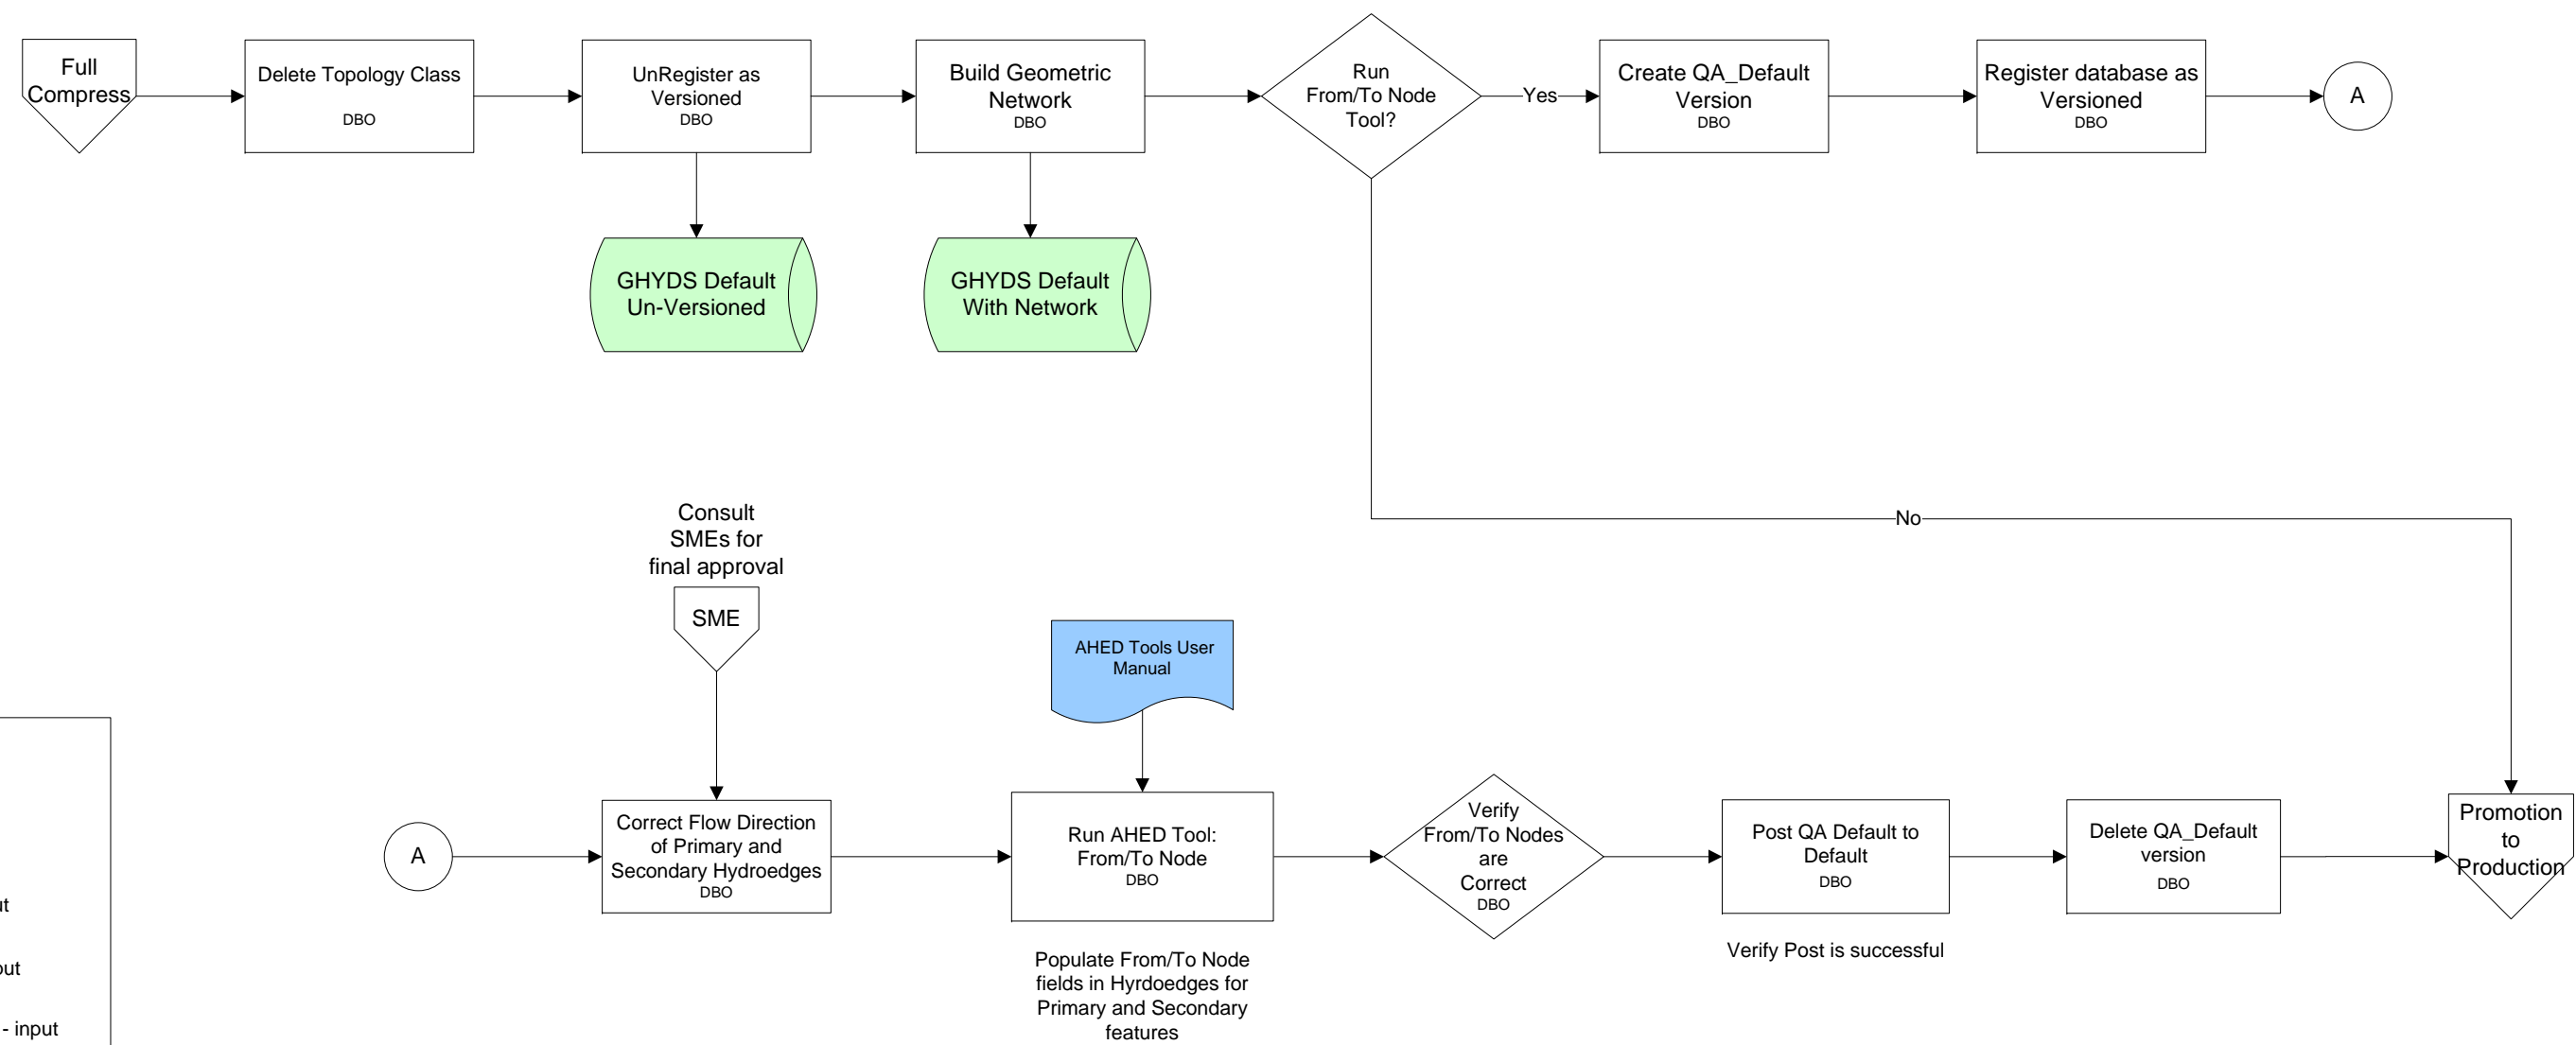 Full
Compress
Delete Topology Class
DBO
UnRegister as
Versioned
DBO
Build Geometric
Network
DBO
Run
From/To Node
Tool?
Yes
Create QA_Default
Version
DBO
Register database as
Versioned
DBO
A
GHYDS Default
Un-Versioned
GHYDS Default
With Network
No
Consult
SMEs for
final approval
SME
AHED Tools User
Manual
A
Correct Flow Direction
of Primary and
Secondary Hydroedges
DBO
Run AHED Tool:
From/To Node
DBO
Populate From/To Node
fields in Hyrdoedges for
Primary and Secondary
features
Verify
From/To Nodes
are
Correct
DBO
Post QA Default to
Default
DBO
Verify Post is successful
Delete QA_Default
version
DBO
Promotion
to
Production
- input